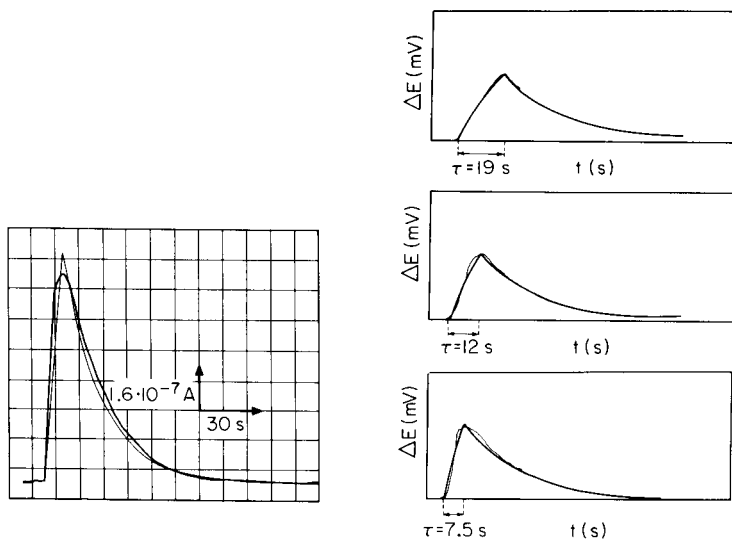 1.6·10⁻⁷ A
30 s
ΔE (mV)
τ=19 s
t (s)
ΔE (mV)
τ=12 s
t (s)
ΔE (mV)
τ=7.5 s
t (s)